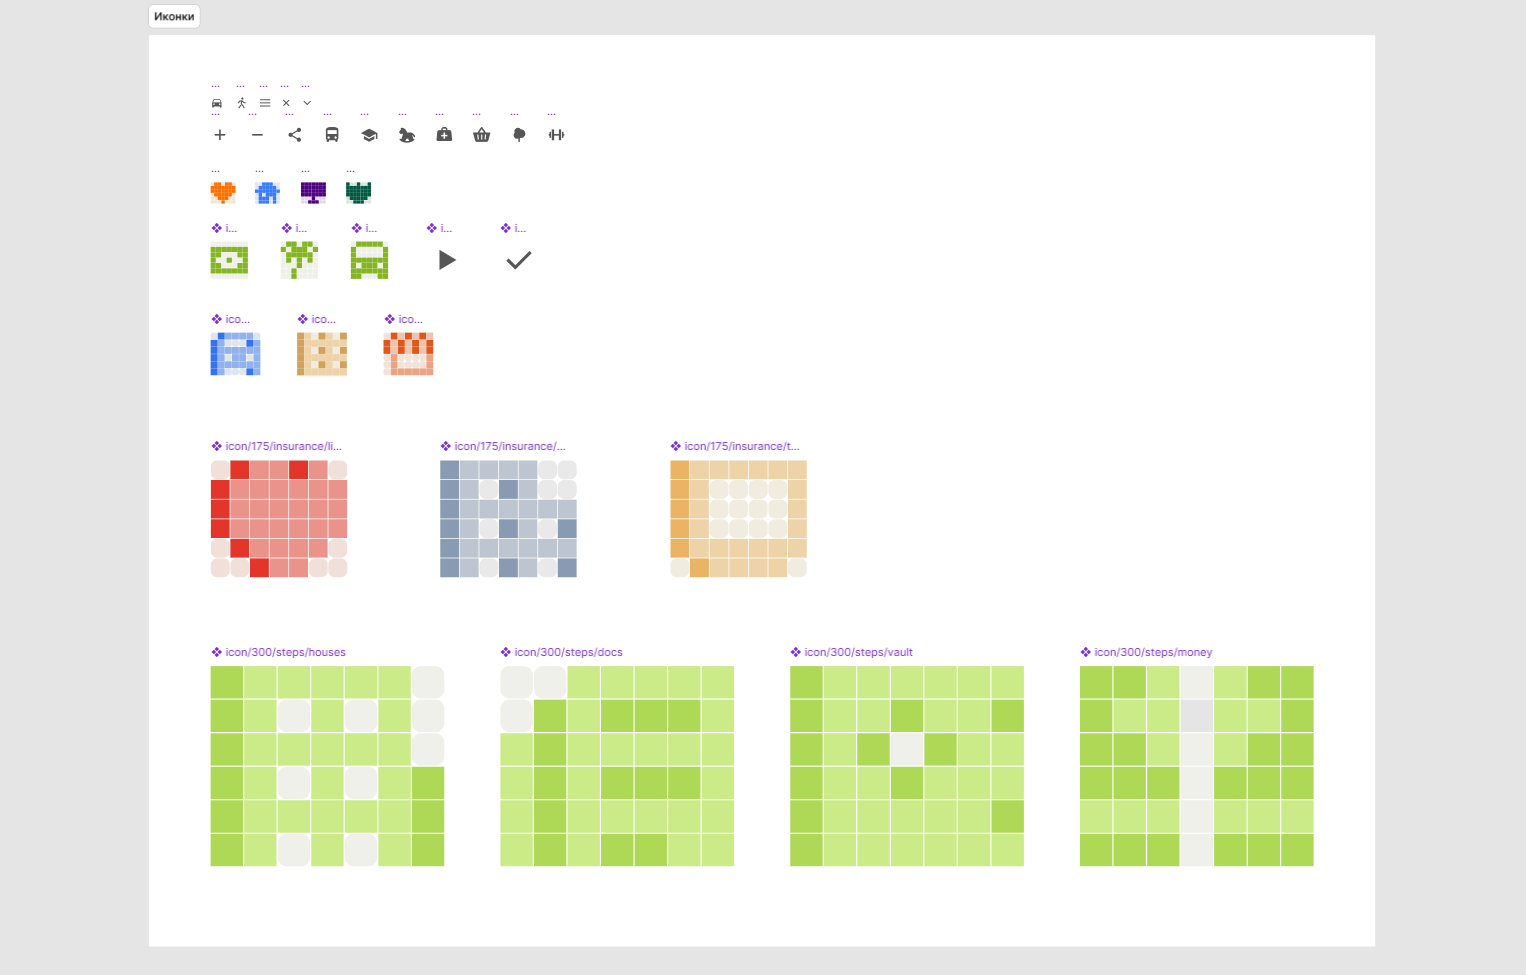 Иконки
... ... ... ... ...
... ... ... ... ... ... ... ... ... ...
... ... ... ...
i... i... i... i... i...
ico... ico... ico...
icon/175/insurance/li... icon/175/insurance/... icon/175/insurance/t...
icon/300/steps/houses icon/300/steps/docs icon/300/steps/vault icon/300/steps/money